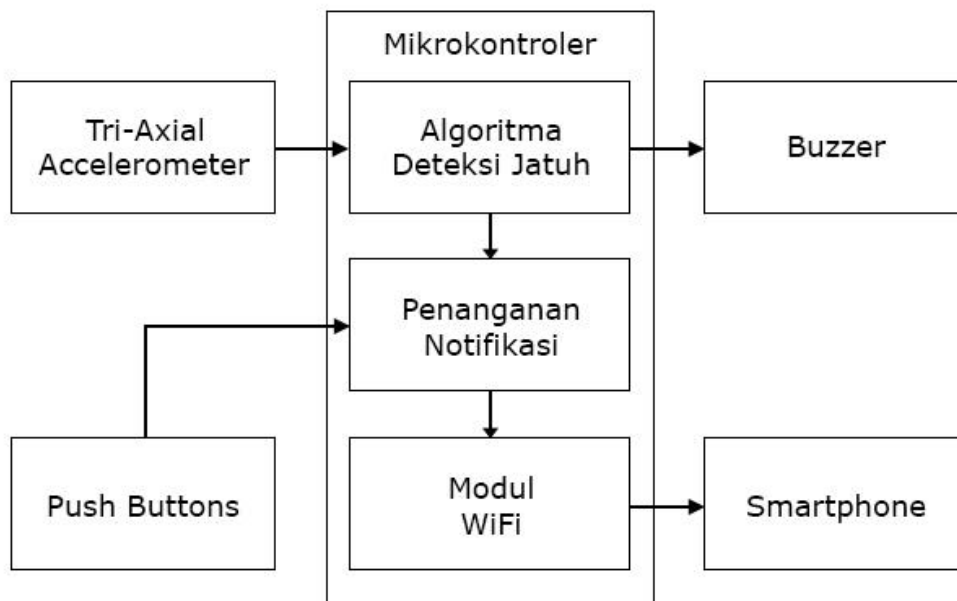 Mikrokontroler
Tri-Axial
Accelerometer
Algoritma
Deteksi Jatuh
Buzzer
Penanganan
Notifikasi
Push Buttons
Modul
WiFi
Smartphone